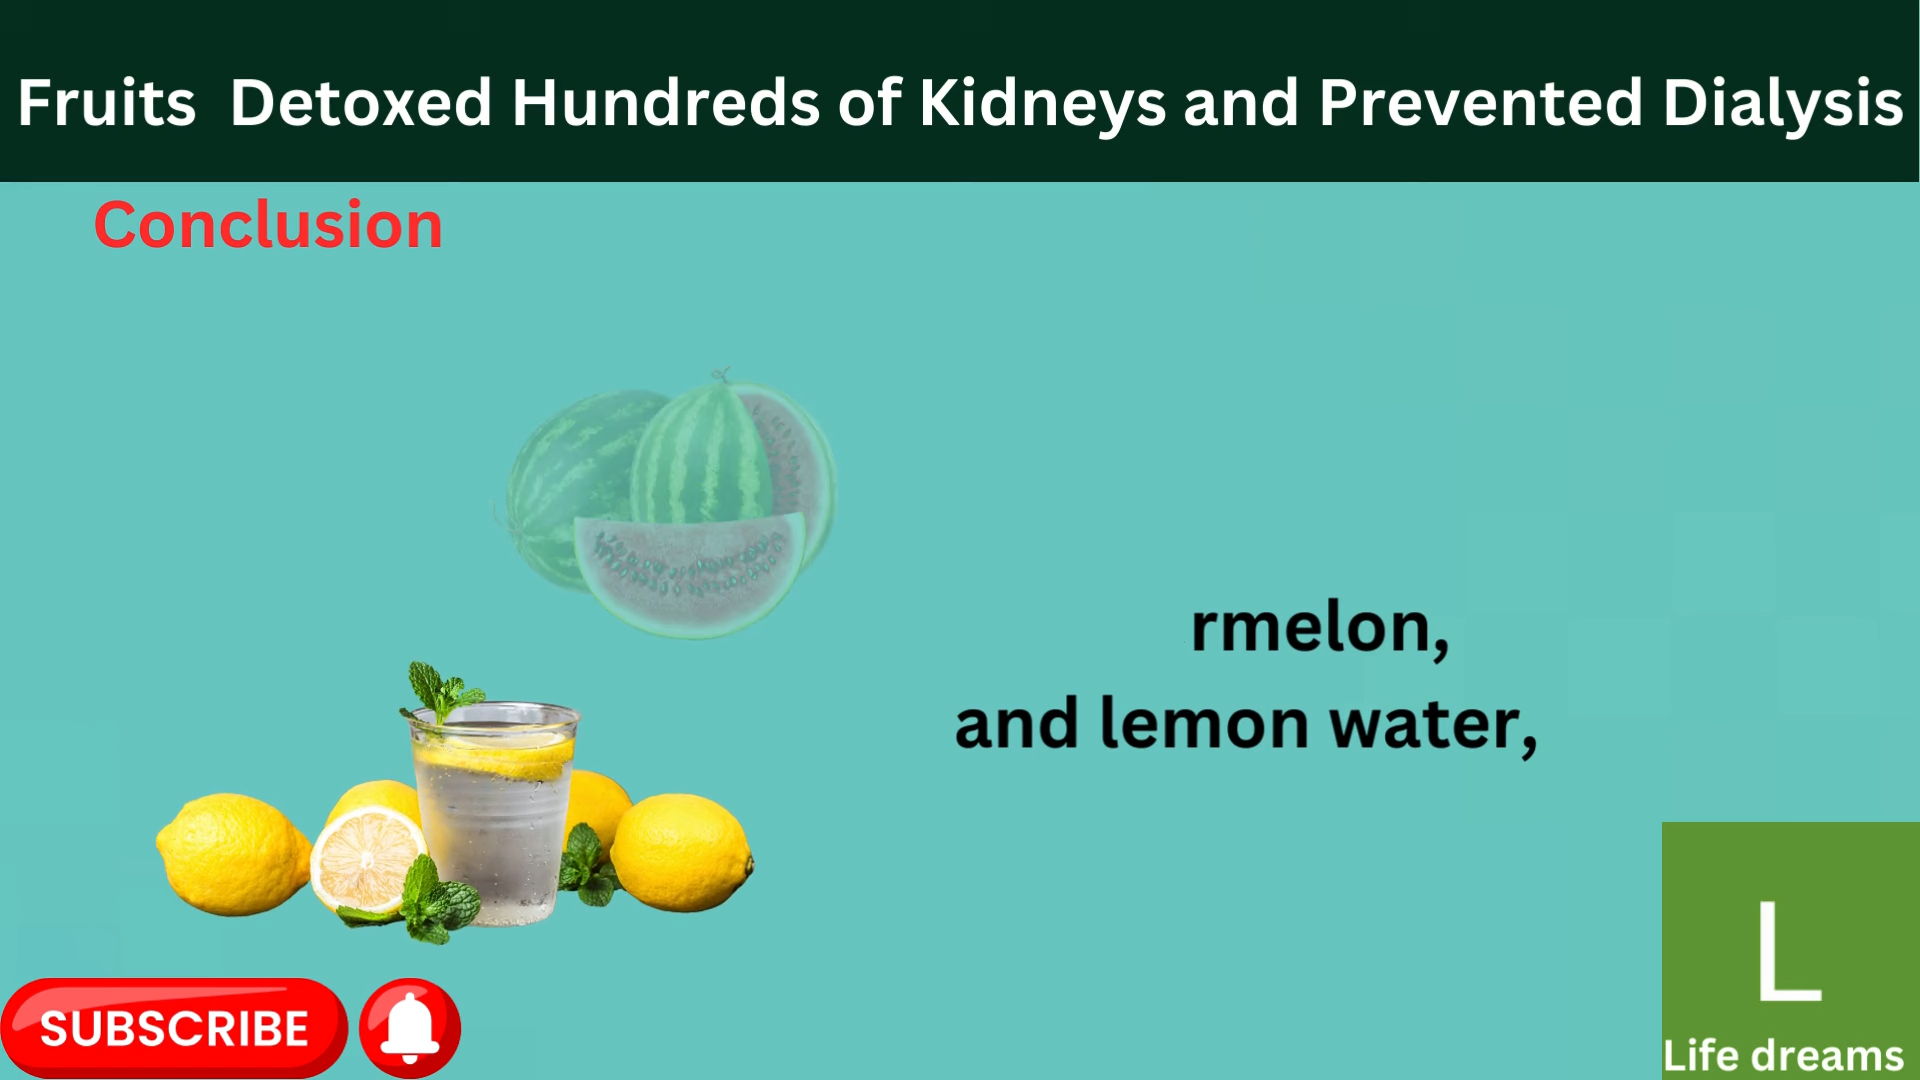 Fruits Detoxed Hundreds of Kidneys and Prevented Dialysis
Conclusion
rmelon,
and lemon water,
SUBSCRIBE
L
Life dreams